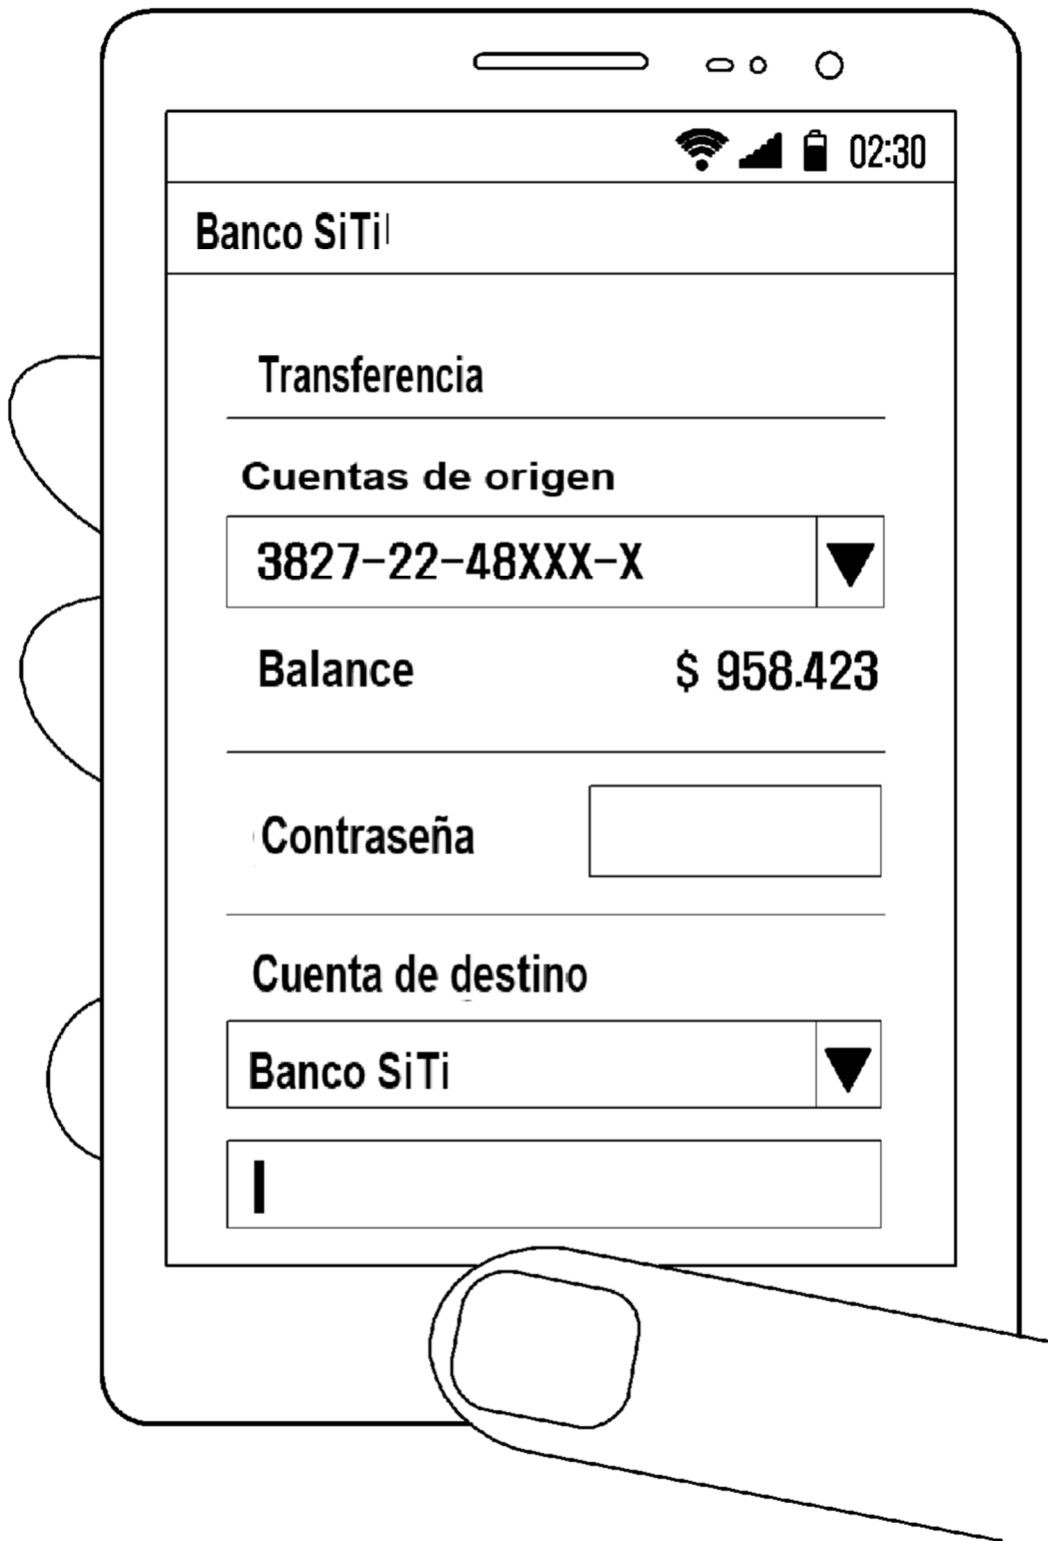 02:30
Banco SiTi
Transferencia
Cuentas de origen
3827-22-48XXX-X
Balance $ 958.423
Contraseña
Cuenta de destino
Banco SiTi